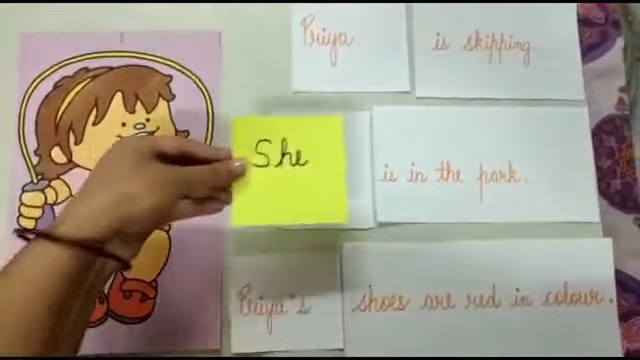 Priya is skipping
She is in the park.
Priya's shoes are red in colour.